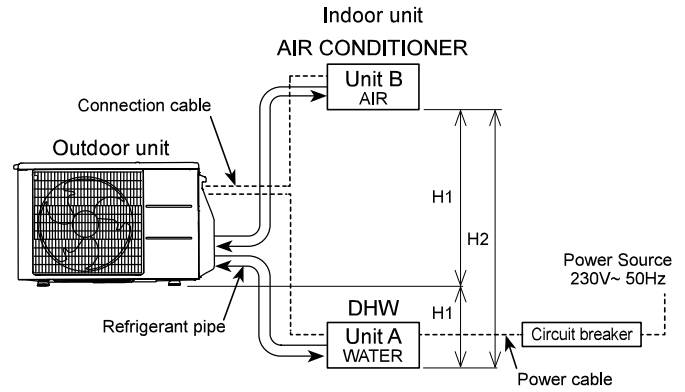 Indoor unit
AIR CONDITIONER
Unit B
AIR
Connection cable
Outdoor unit
H1
H2
Power Source
230V~ 50Hz
DHW
H1
Refrigerant pipe
Unit A
WATER
Circuit breaker
Power cable